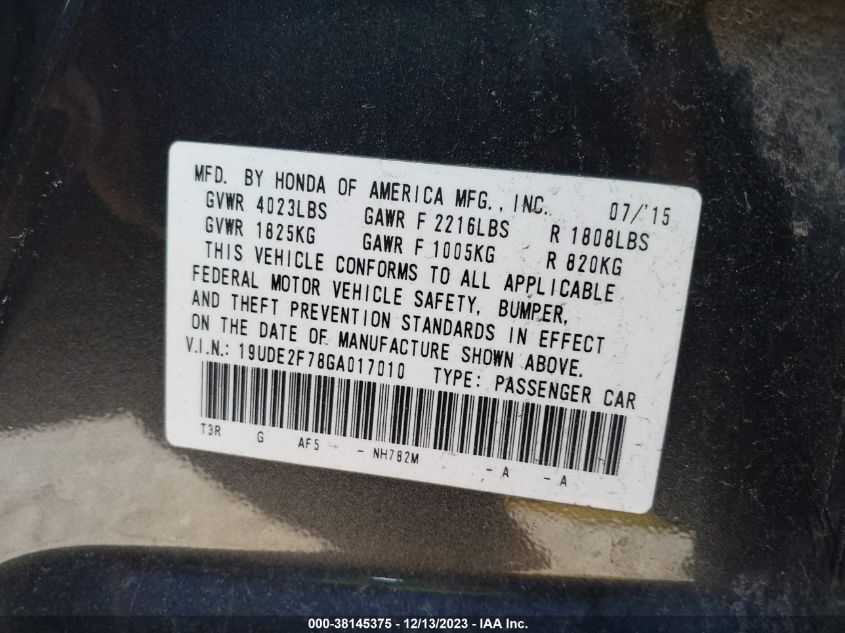 MFD. BY HONDA OF AMERICA MFG., INC. 07/'15
GVWR 4023LBS GAWR F 2216LBS R 1808LBS
GVWR 1825KG GAWR F 1005KG R 820KG
THIS VEHICLE CONFORMS TO ALL APPLICABLE
FEDERAL MOTOR VEHICLE SAFETY, BUMPER,
AND THEFT PREVENTION STANDARDS IN EFFECT
ON THE DATE OF MANUFACTURE SHOWN ABOVE.
V.I.N.: 19UDE2F78GA017010 TYPE: PASSENGER CAR
T3R G AF5 - NH782M - A - A
000-38145375 - 12/13/2023 - IAA Inc.